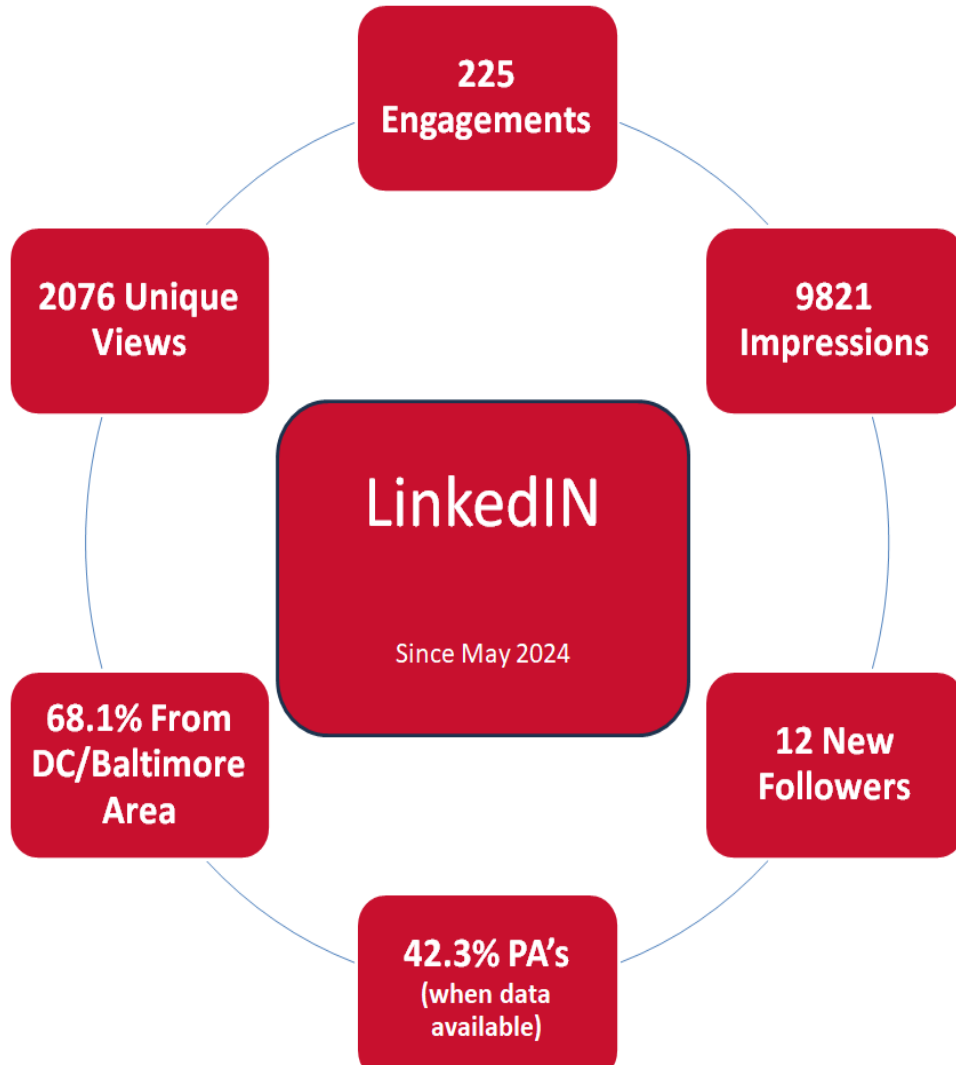 225
Engagements
2076 Unique
Views
9821
Impressions
LinkedIN
Since May 2024
68.1% From
DC/Baltimore
Area
12 New
Followers
42.3% PA’s
(when data
available)